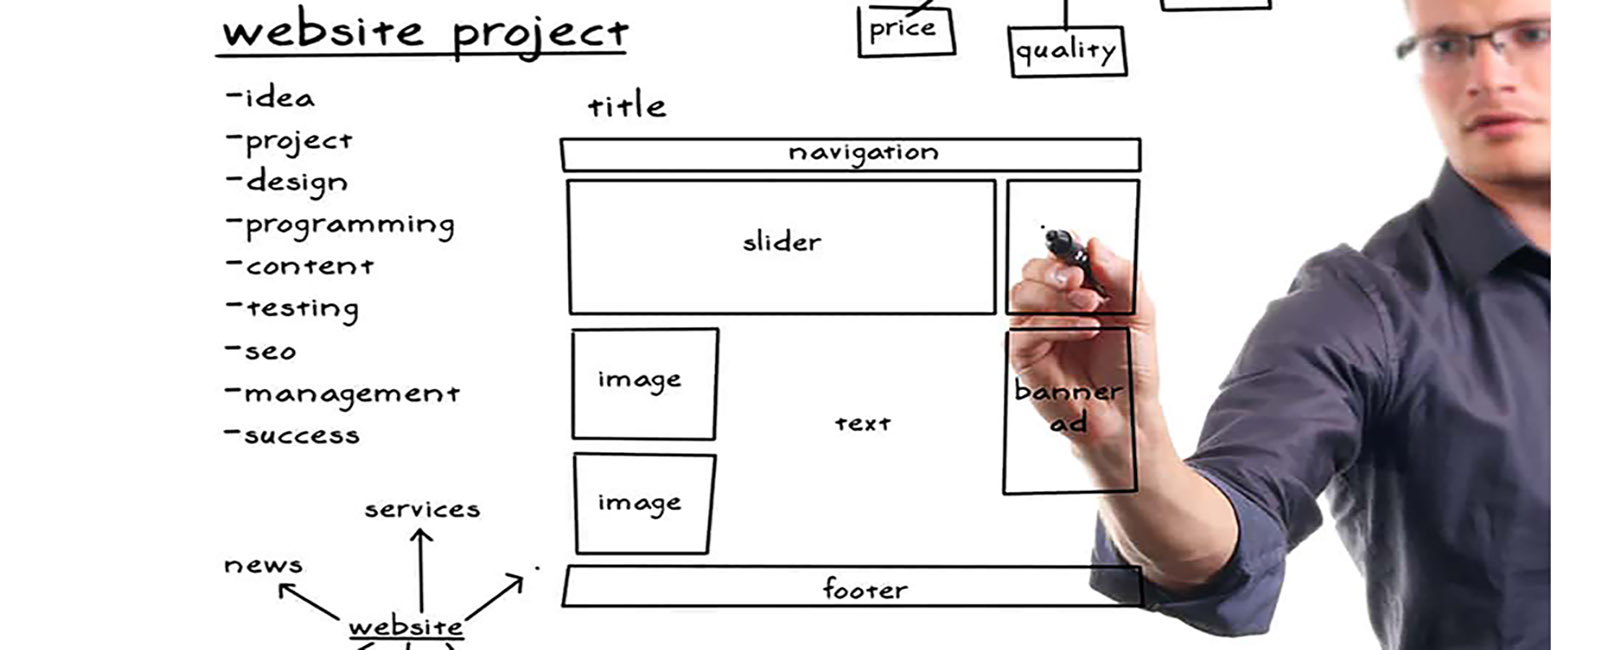 website project
-idea
-project
-design
-programming
-content
-testing
-seo
-management
-success
services
news
website
price
quality
title
navigation
slider
image
text
banner
ad
image
footer